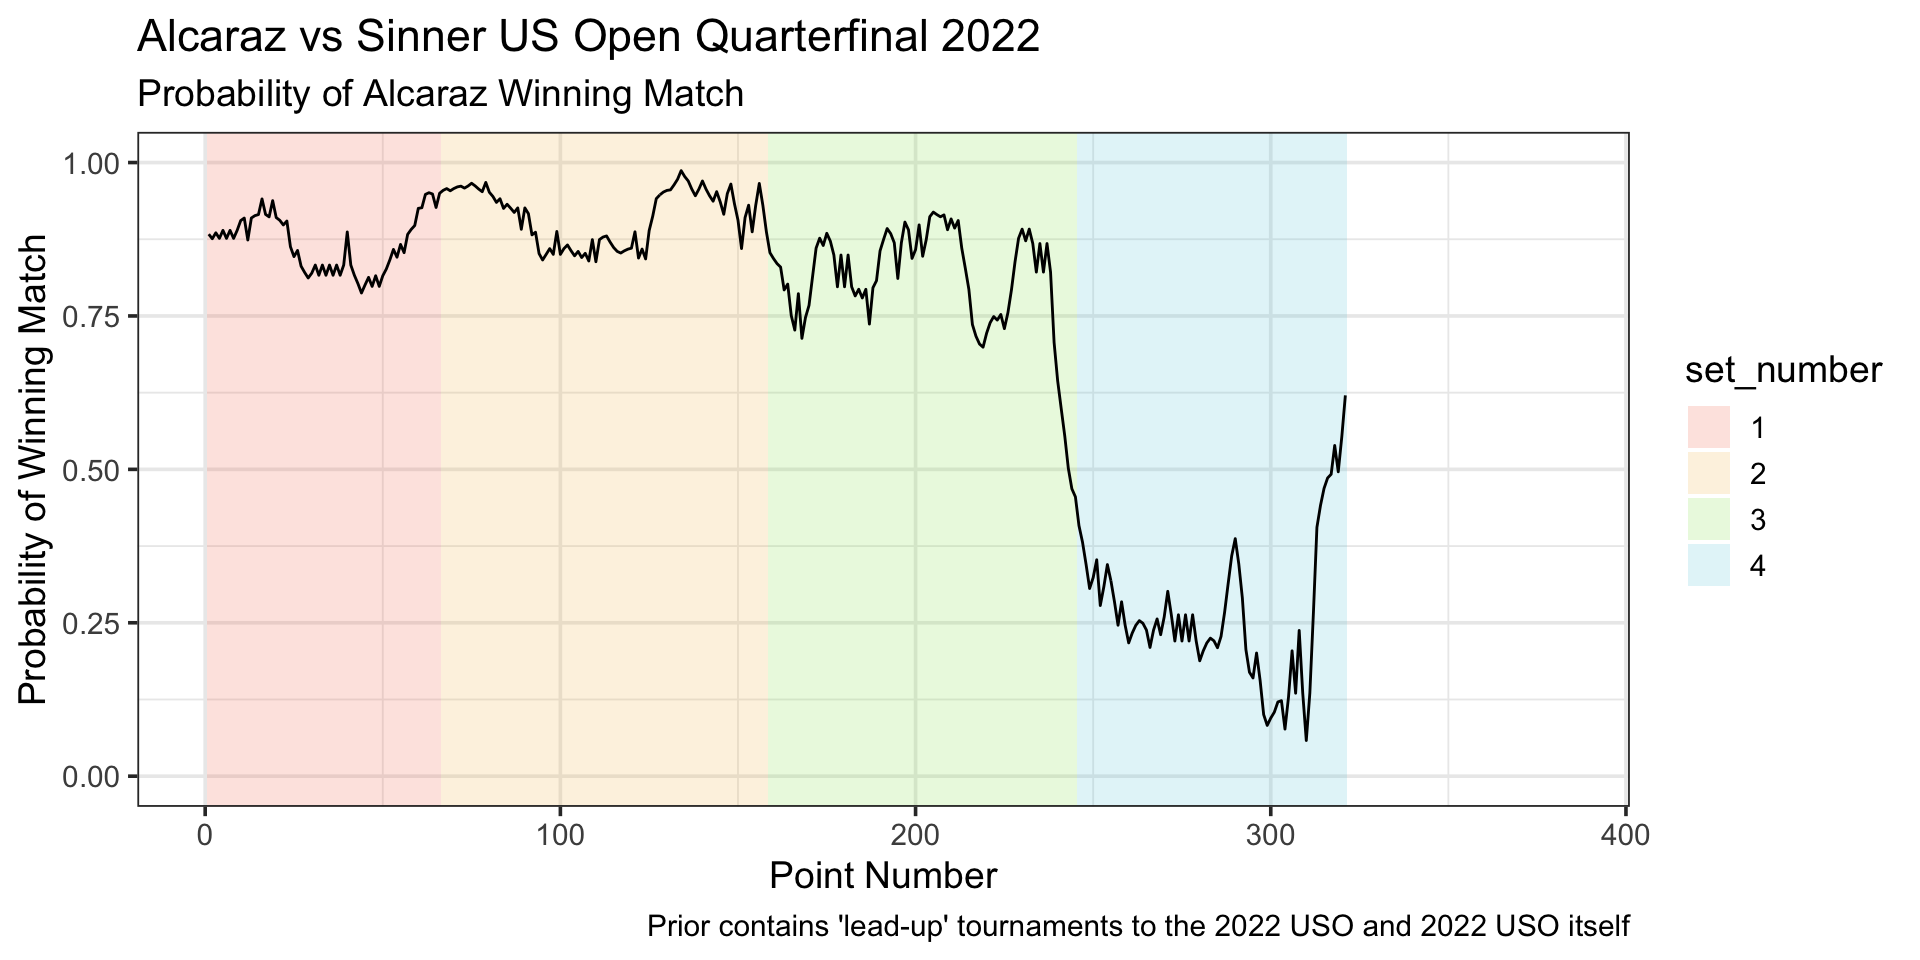 Alcaraz vs Sinner US Open Quarterfinal 2022
Probability of Alcaraz Winning Match
Probability of Winning Match
1.00
0.75
0.50
0.25
0.00
0 100 200 300 400
Point Number
set_number
1
2
3
4
Prior contains 'lead-up' tournaments to the 2022 USO and 2022 USO itself